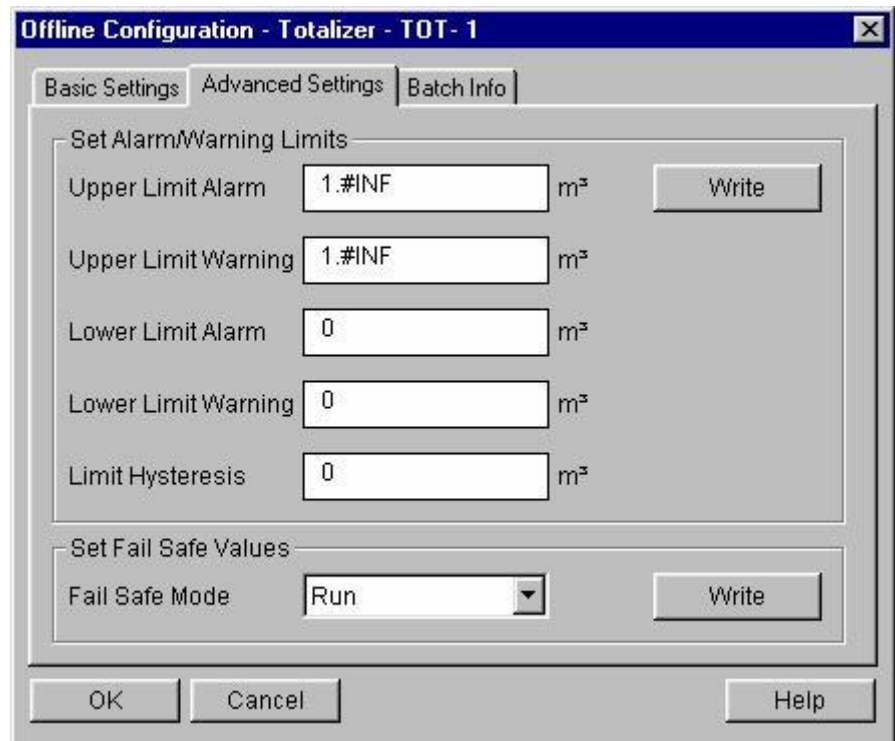 Offline Configuration - Totalizer - TOT- 1
Basic Settings Advanced Settings Batch Info
Set Alarm/Warning Limits
Upper Limit Alarm 1.#INF m³ Write
Upper Limit Warning 1.#INF m³
Lower Limit Alarm 0 m³
Lower Limit Warning 0 m³
Limit Hysteresis 0 m³
Set Fail Safe Values
Fail Safe Mode Run Write
OK Cancel Help